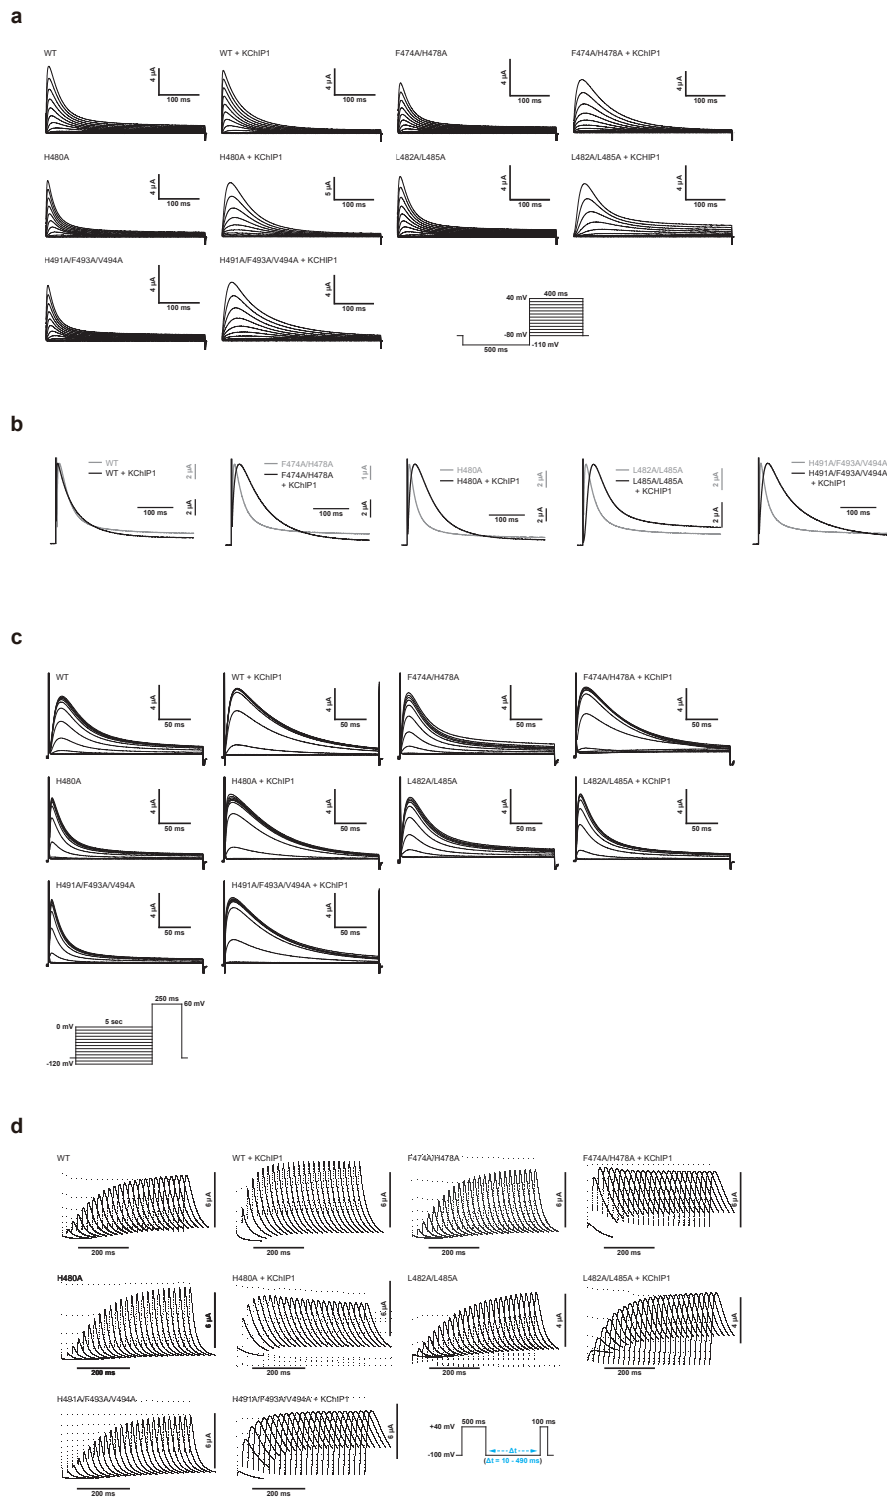 a
WT
WT + KChIP1
F474A/H478A
F474A/H478A + KChIP1
4 µA
100 ms
4 µA
100 ms
4 µA
100 ms
4 µA
100 ms
H480A
H480A + KChIP1
L482A/L485A
L482A/L485A + KCHIP1
4 µA
100 ms
5 µA
100 ms
4 µA
100 ms
4 µA
100 ms
H491A/F493A/V494A
H491A/F493A/V494A + KCHIP1
4 µA
100 ms
4 µA
100 ms
40 mV
400 ms
-80 mV
500 ms
-110 mV
b
WT
WT + KChIP1
2 µA
100 ms
2 µA
F474A/H478A
F474A/H478A
+ KChIP1
1 µA
100 ms
2 µA
H480A
H480A + KChIP1
2 µA
100 ms
2 µA
L482A/L485A
L485A/L485A
+ KCHIP1
2 µA
100 ms
2 µA
H491A/F493A/V494A
H491A/F493A/V494A
+ KChIP1
100 ms
c
WT
WT + KChIP1
F474A/H478A
F474A/H478A + KCHIP1
4 µA
50 ms
4 µA
50 ms
4 µA
50 ms
4 µA
50 ms
H480A
H480A + KChIP1
L482A/L485A
L482A/L485A + KChIP1
4 µA
50 ms
4 µA
50 ms
4 µA
50 ms
4 µA
50 ms
H491A/F493A/V494A
H491A/F493A/V494A + KCHIP1
4 µA
50 ms
4 µA
50 ms
250 ms
60 mV
0 mV
5 sec
-120 mV
d
WT
WT + KChIP1
F474A/H478A
F474A/H478A + KCHIP1
6 µA
200 ms
6 µA
200 ms
6 µA
200 ms
6 µA
200 ms
H480A
H480A + KCHIP1
L482A/L485A
L482A/L485A + KChIP1
6 µA
200 ms
6 µA
200 ms
4 µA
200 ms
4 µA
200 ms
H491A/F493A/V494A
H491A/F493A/V494A + KCHIP1
6 µA
200 ms
6 µA
200 ms
500 ms
100 ms
+40 mV
Δt
-100 mV
(Δt = 10 - 490 ms)